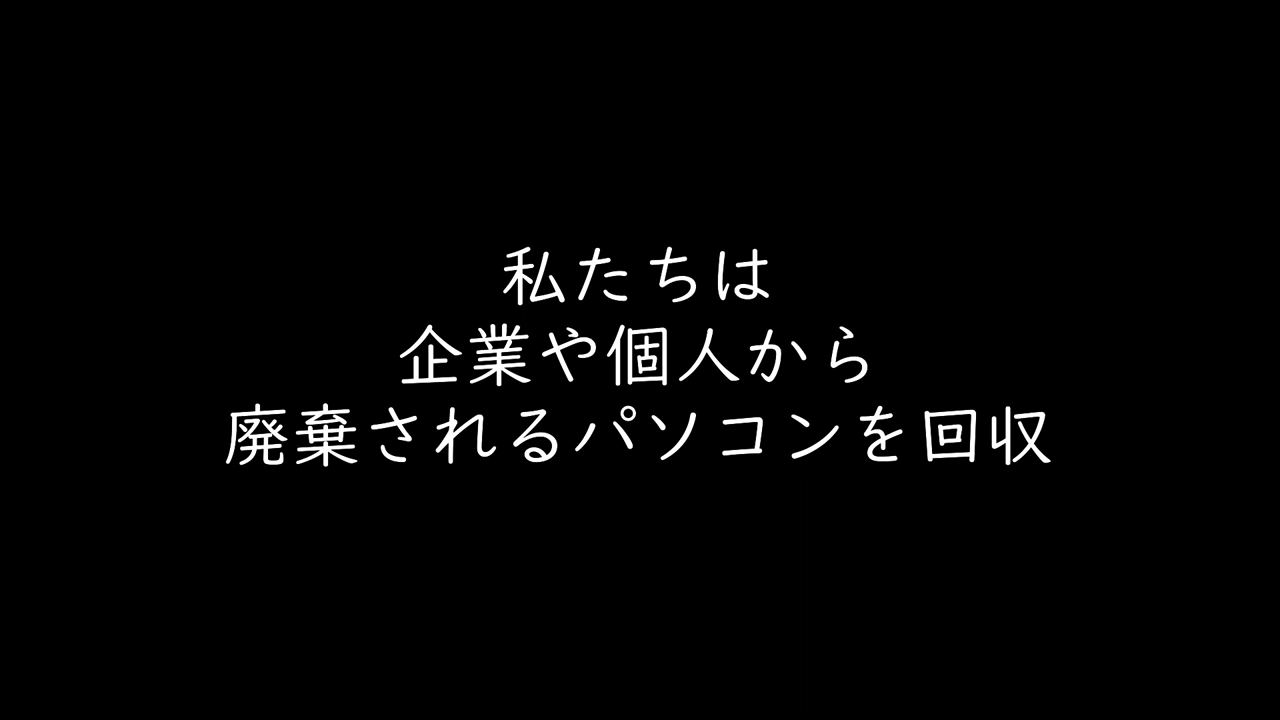 私たちは
企業や個人から
廃棄されるパソコンを回収